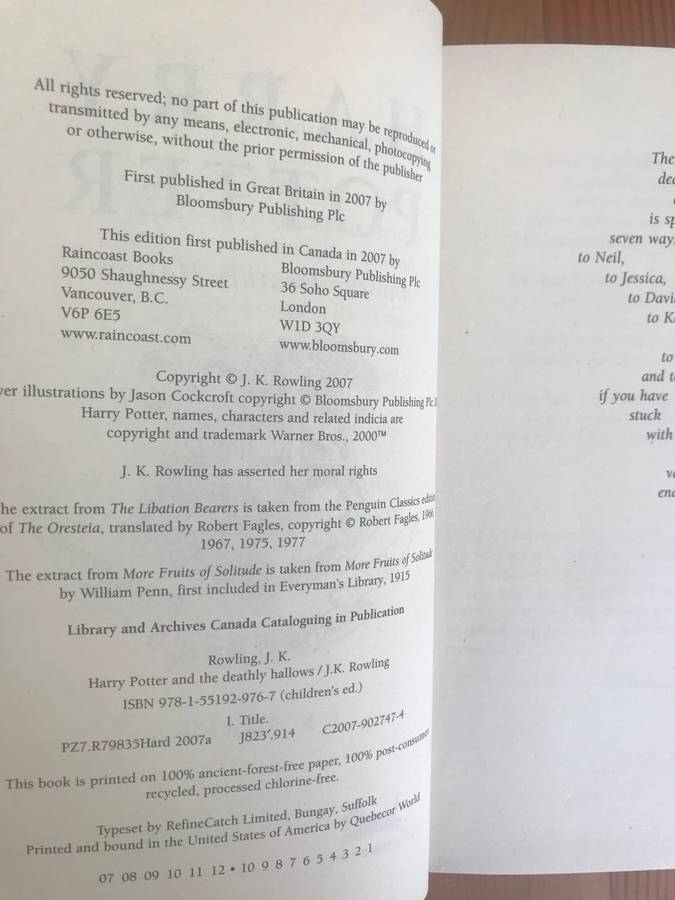 All rights reserved; no part of this publication may be reproduced or
transmitted by any means, electronic, mechanical, photocopying
or otherwise, without the prior permission of the publisher
First published in Great Britain in 2007 by
Bloomsbury Publishing Plc
This edition first published in Canada in 2007 by
Raincoast Books
9050 Shaughnessy Street
Vancouver, B.C.
V6P 6E5
www.raincoast.com
Bloomsbury Publishing Plc
36 Soho Square
London
W1D 3QY
www.bloomsbury.com
Copyright © J. K. Rowling 2007
illustrations by Jason Cockcroft copyright © Bloomsbury Publishing Plc
Harry Potter, names, characters and related indicia are
copyright and trademark Warner Bros., 2000™
J. K. Rowling has asserted her moral rights
he extract from The Libation Bearers is taken from the Penguin Classics edition
of The Oresteia, translated by Robert Fagles, copyright © Robert Fagles, 1966,
1967, 1975, 1977
The extract from More Fruits of Solitude is taken from More Fruits of Solitude
by William Penn, first included in Everyman's Library, 1915
Library and Archives Canada Cataloguing in Publication
Rowling, J. K.
Harry Potter and the deathly hallows / J.K. Rowling
ISBN 978-1-55192-976-7 (children's ed.)
I. Title.
PZ7.R79835Hard 2007a J823′.914 C2007-902747-4
This book is printed on 100% ancient-forest-free paper, 100% post-consumer
recycled, processed chlorine-free.
Typeset by RefineCatch Limited, Bungay, Suffolk
Printed and bound in the United States of America by Quebecor World
07 08 09 10 11 12 • 10 9 8 7 6 5 4 3 2 1
The
is
seven
to Neil,
to Jessica,
to
to
to
and
if you have
stuck
with